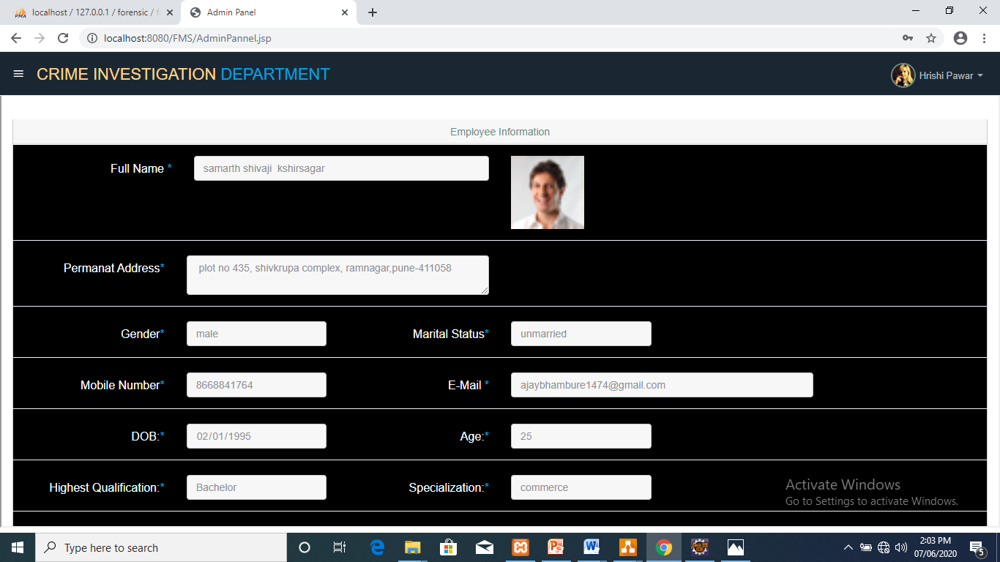 localhost / 127.0.0.1 / forensic / f
Admin Panel
localhost:8080/FMS/AdminPannel.jsp
CRIME INVESTIGATION DEPARTMENT
Hrishi Pawar
Employee Information
Full Name *
samarth shivaji  kshirsagar
Permanat Address*
plot no 435, shivkrupa complex, ramnagar,pune-411058
Gender*
male
Marital Status*
unmarried
Mobile Number*
8668841764
E-Mail *
ajaybhambure1474@gmail.com
DOB:*
02/01/1995
Age:*
25
Highest Qualification:*
Bachelor
Specialization:*
commerce
Activate Windows
Go to Settings to activate Windows.
Type here to search
2:03 PM
07/06/2020
5